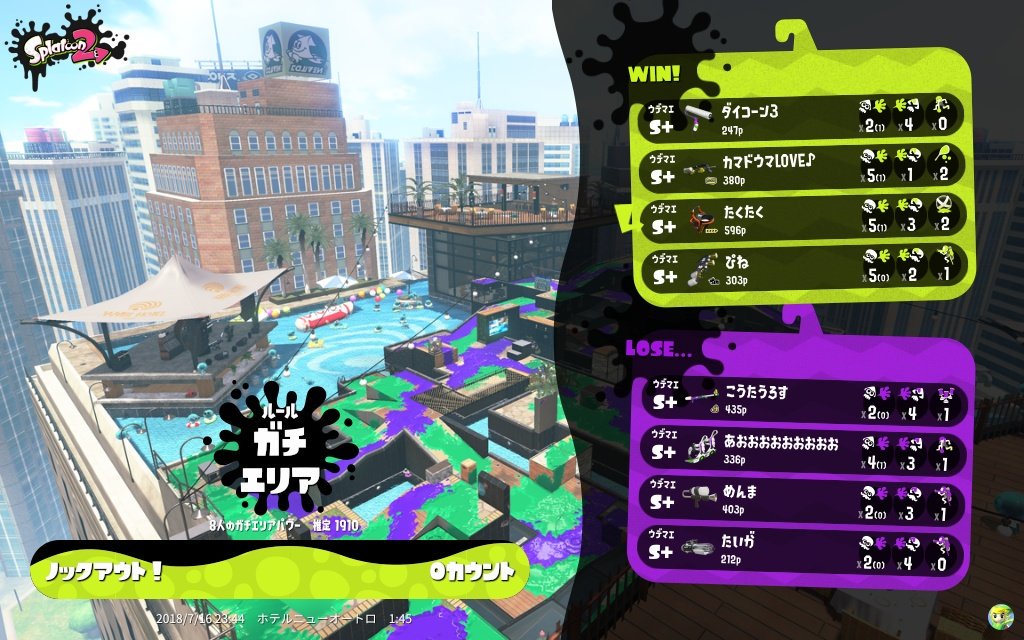 Splatoon 2
WIN!
ウデマエ
S+
ダイコーン3
247p
x2(1) x4 x0
ウデマエ
S+
カマドウマLOVE♪
380p
x5(1) x1 x2
ウデマエ
S+
たくたく
596p
x5(1) x3 x2
ウデマエ
S+
ぴね
303p
x5(0) x2 x1
LOSE...
ウデマエ
S+
こうたうろす
435p
x2(0) x4 x1
ウデマエ
S+
あおおおおおおおおお
336p
x4(1) x3 x1
ウデマエ
S+
めんま
403p
x2(0) x3 x1
ウデマエ
S+
たいが
212p
x2(0) x4 x0
ルール
ガチ
エリア
8人のガチエリアパワー 推定 1910
ノックアウト!
0カウント
2018/7/16 23:44 ホテルニューオートロ 1:45